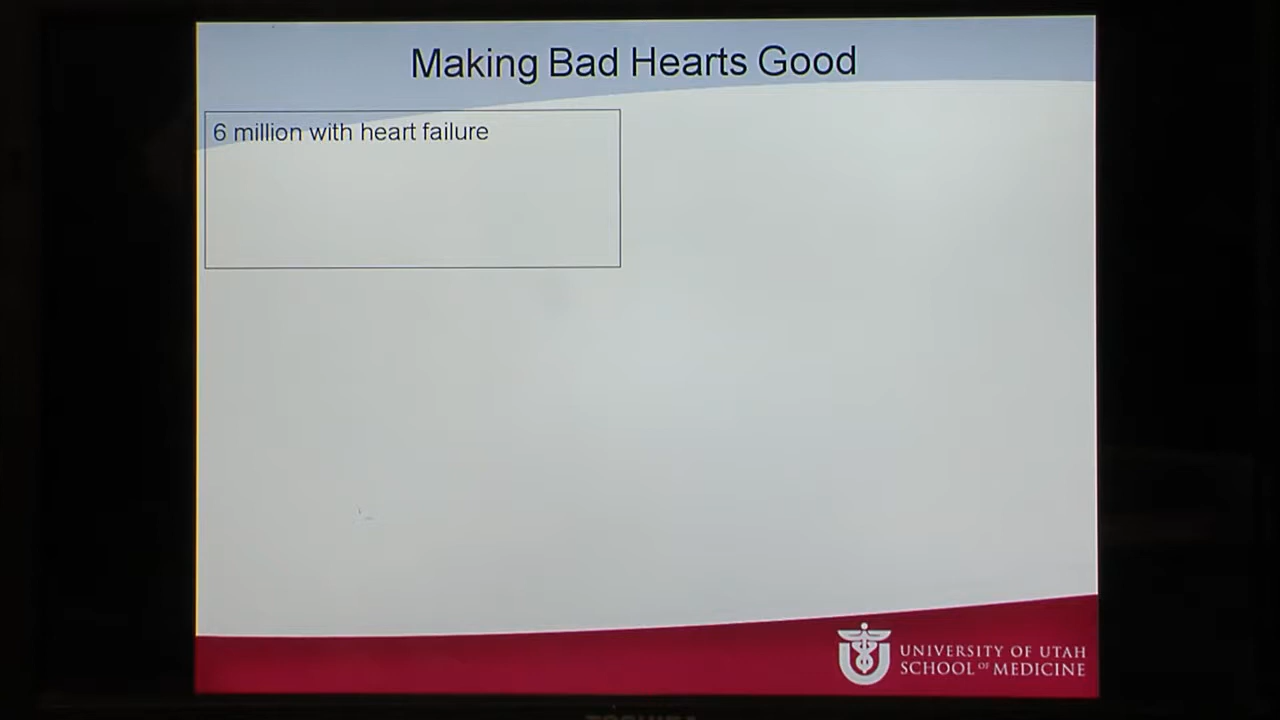 Making Bad Hearts Good
6 million with heart failure
UNIVERSITY OF UTAH
SCHOOL OF MEDICINE